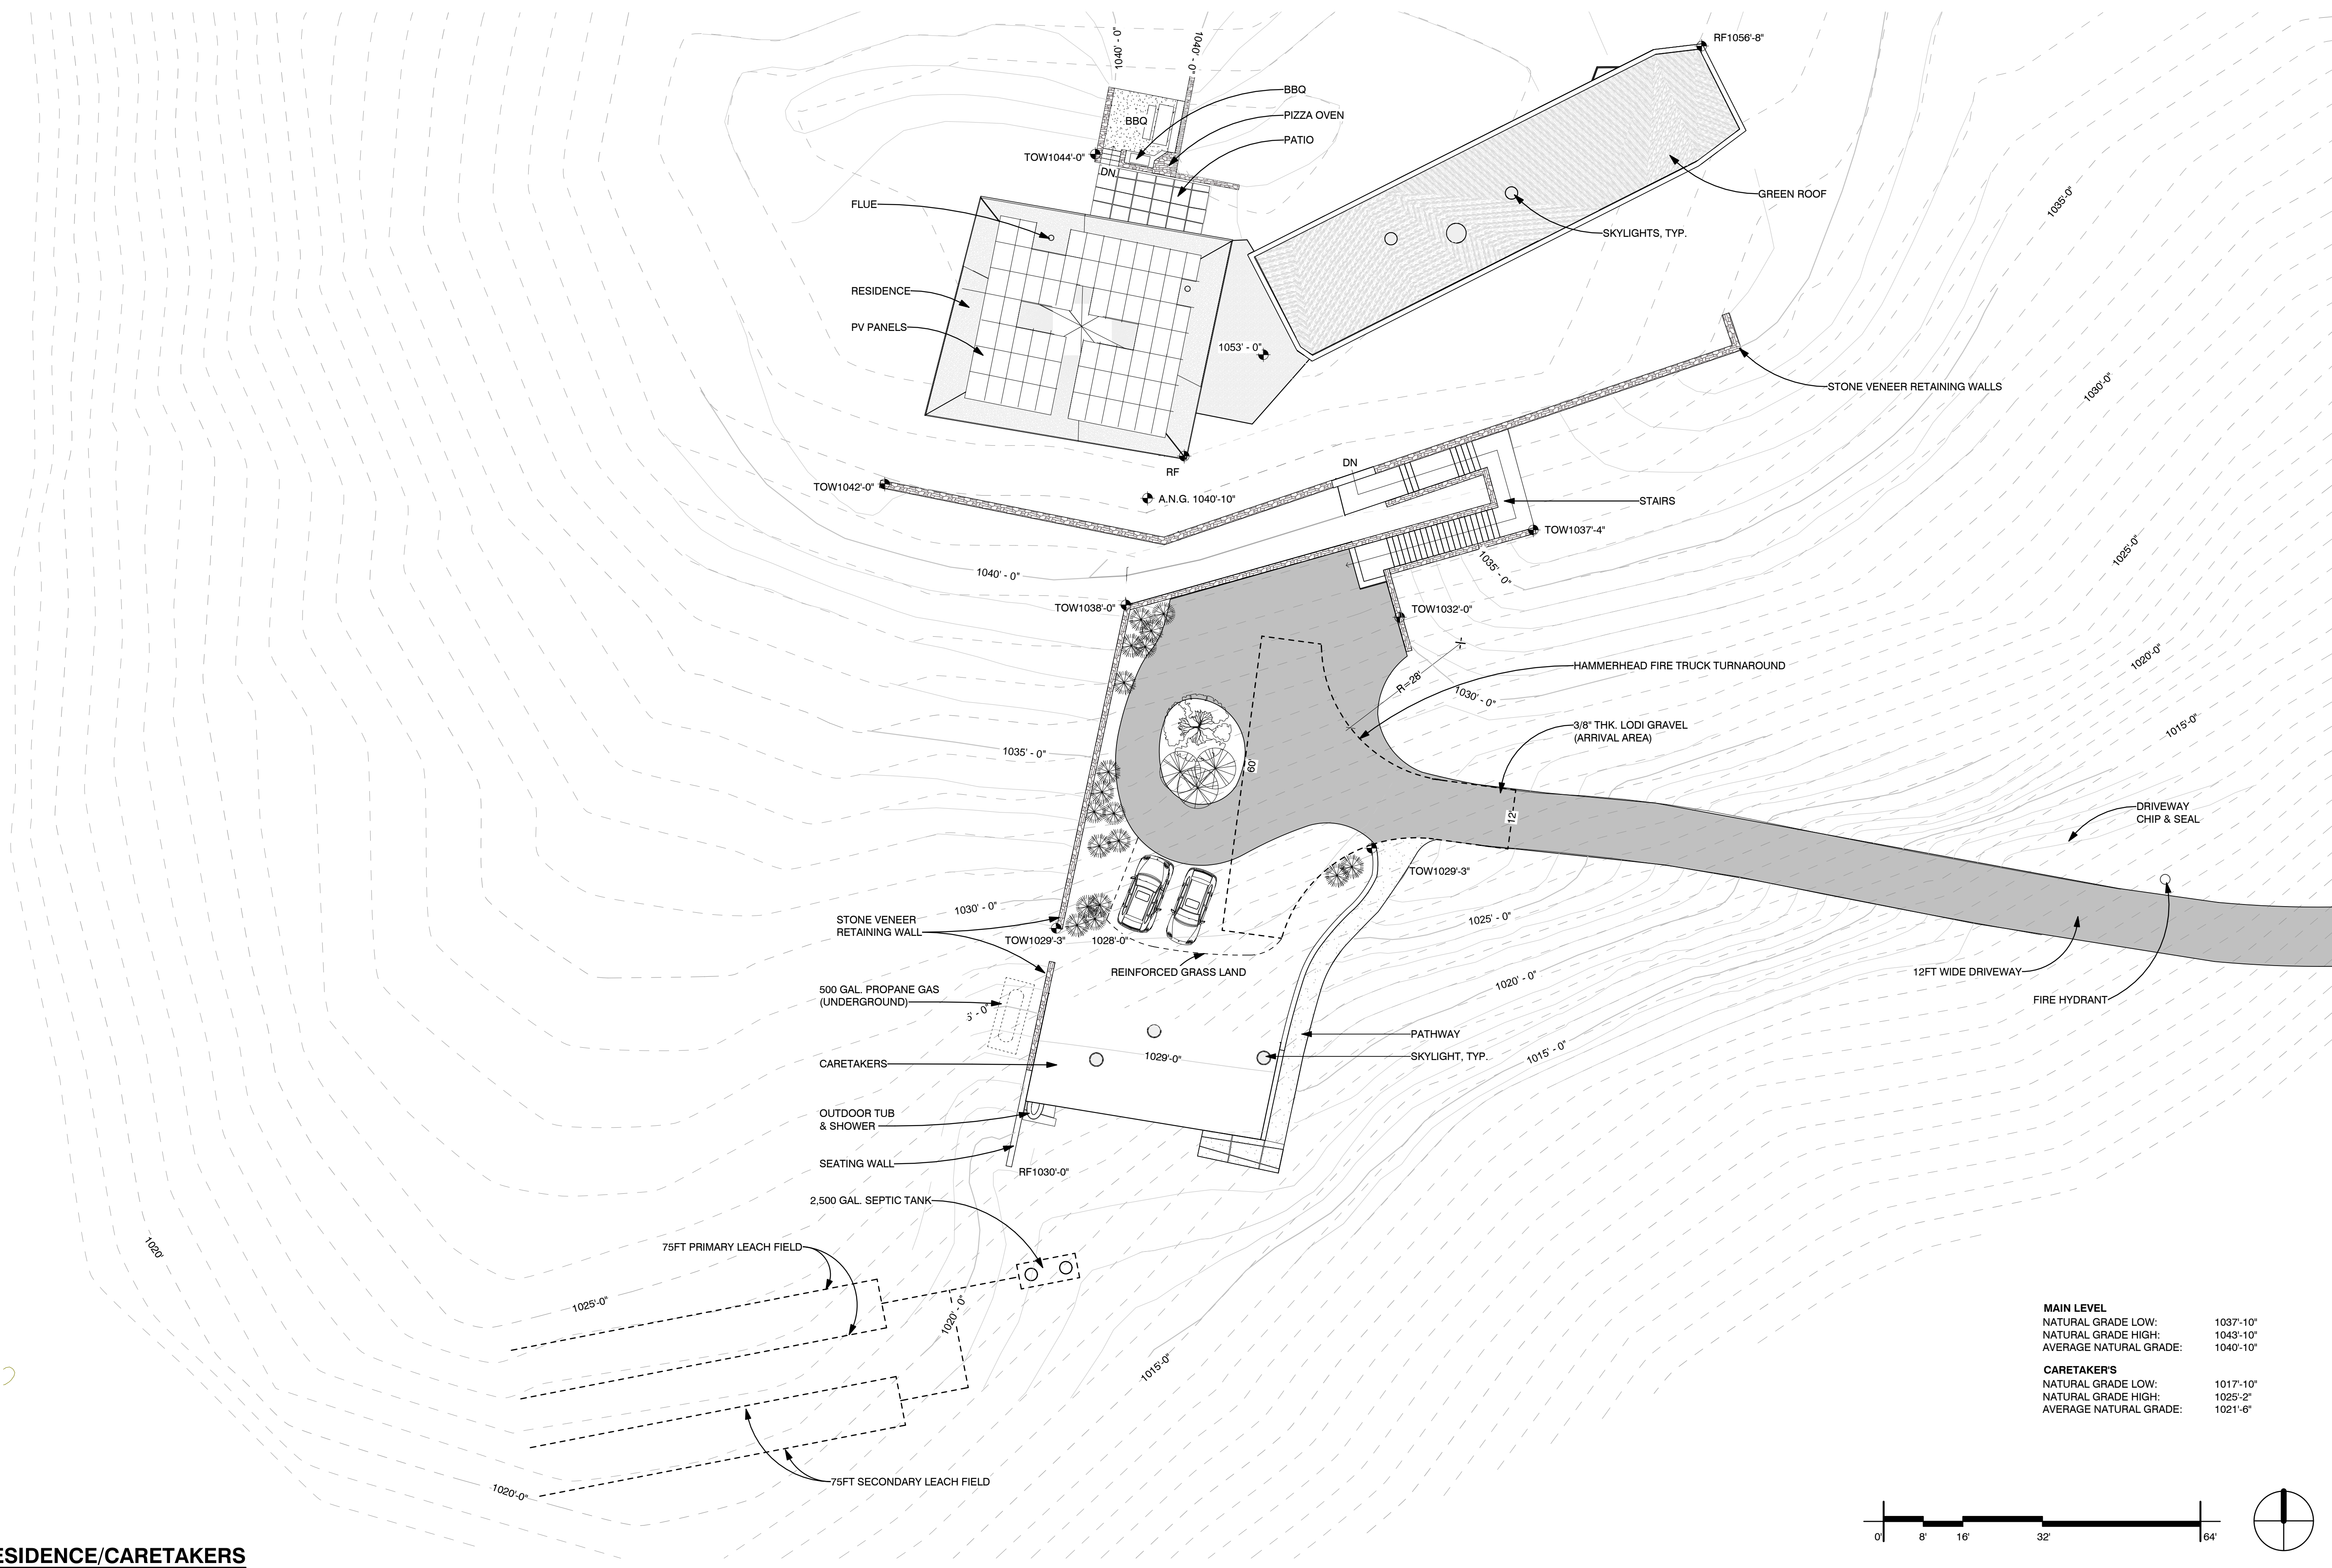 1040' - 0"
1040' - 0"
RF1056'-8"
BBQ
BBQ
PIZZA OVEN
PATIO
TOW1044'-0"
DN
FLUE
GREEN ROOF
SKYLIGHTS, TYP.
1035'-0"
RESIDENCE
PV PANELS
1053' - 0"
STONE VENEER RETAINING WALLS
1030'-0"
DN
RF
TOW1042'-0"
A.N.G. 1040'-10"
STAIRS
TOW1037'-4"
1025'-0"
1035' - 0"
1040' - 0"
TOW1038'-0"
TOW1032'-0"
1020'-0"
HAMMERHEAD FIRE TRUCK TURNAROUND
R=28'
1030' - 0"
3/8" THK. LODI GRAVEL
(ARRIVAL AREA)
1015'-0"
1035' - 0"
60'
12'
DRIVEWAY
CHIP & SEAL
TOW1029'-3"
1030' - 0"
1025' - 0"
STONE VENEER
RETAINING WALL
TOW1029'-3"
1028'-0"
REINFORCED GRASS LAND
12FT WIDE DRIVEWAY
1020' - 0"
500 GAL. PROPANE GAS
(UNDERGROUND)
5' - 0"
FIRE HYDRANT
PATHWAY
CARETAKERS
1029'-0"
SKYLIGHT, TYP.
1015' - 0"
OUTDOOR TUB
& SHOWER
SEATING WALL
RF1030'-0"
2,500 GAL. SEPTIC TANK
1020'
75FT PRIMARY LEACH FIELD
1025'-0"
1020' - 0"
1015'-0"
MAIN LEVEL
NATURAL GRADE LOW: 1037'-10"
NATURAL GRADE HIGH: 1043'-10"
AVERAGE NATURAL GRADE: 1040'-10"
CARETAKER'S
NATURAL GRADE LOW: 1017'-10"
NATURAL GRADE HIGH: 1025'-2"
AVERAGE NATURAL GRADE: 1021'-6"
75FT SECONDARY LEACH FIELD
1020'-0"
0' 8' 16' 32' 64'
ESIDENCE/CARETAKERS